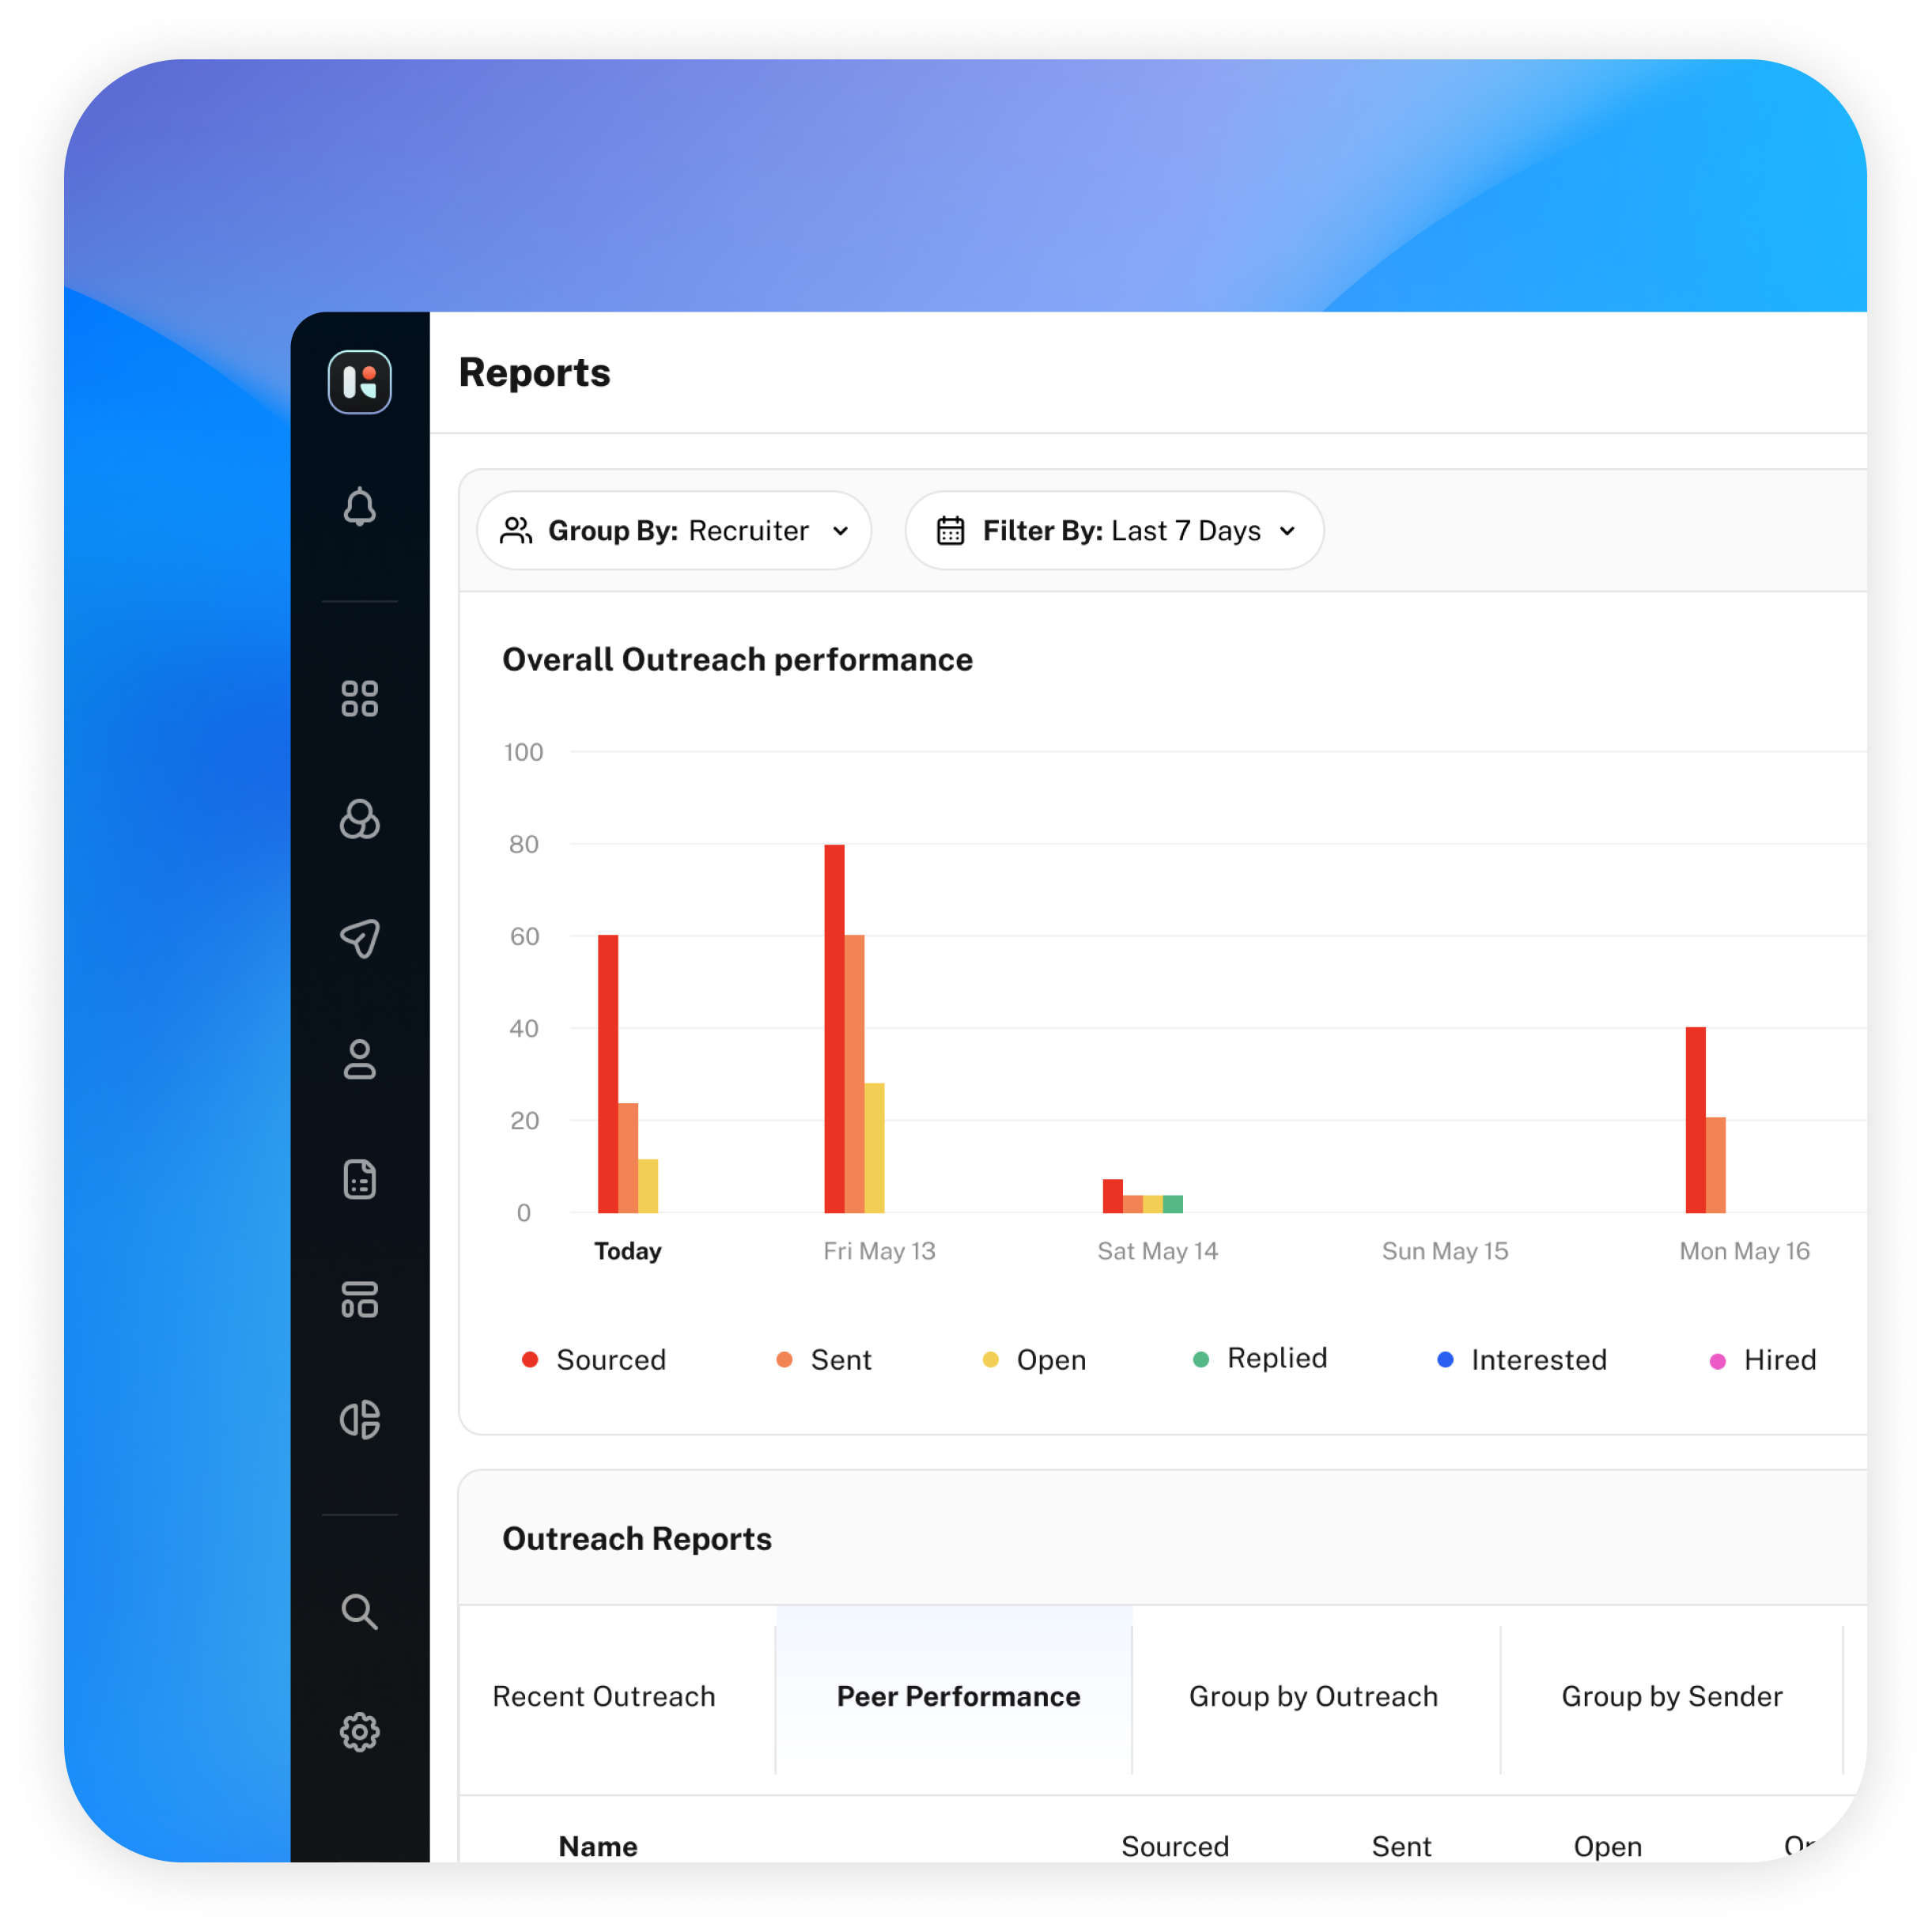 Reports
Group By: Recruiter
Filter By: Last 7 Days
Overall Outreach performance
100
80
60
40
20
0
Today
Fri May 13
Sat May 14
Sun May 15
Mon May 16
Sourced
Sent
Open
Replied
Interested
Hired
Outreach Reports
Recent Outreach
Peer Performance
Group by Outreach
Group by Sender
Name
Sourced
Sent
Open